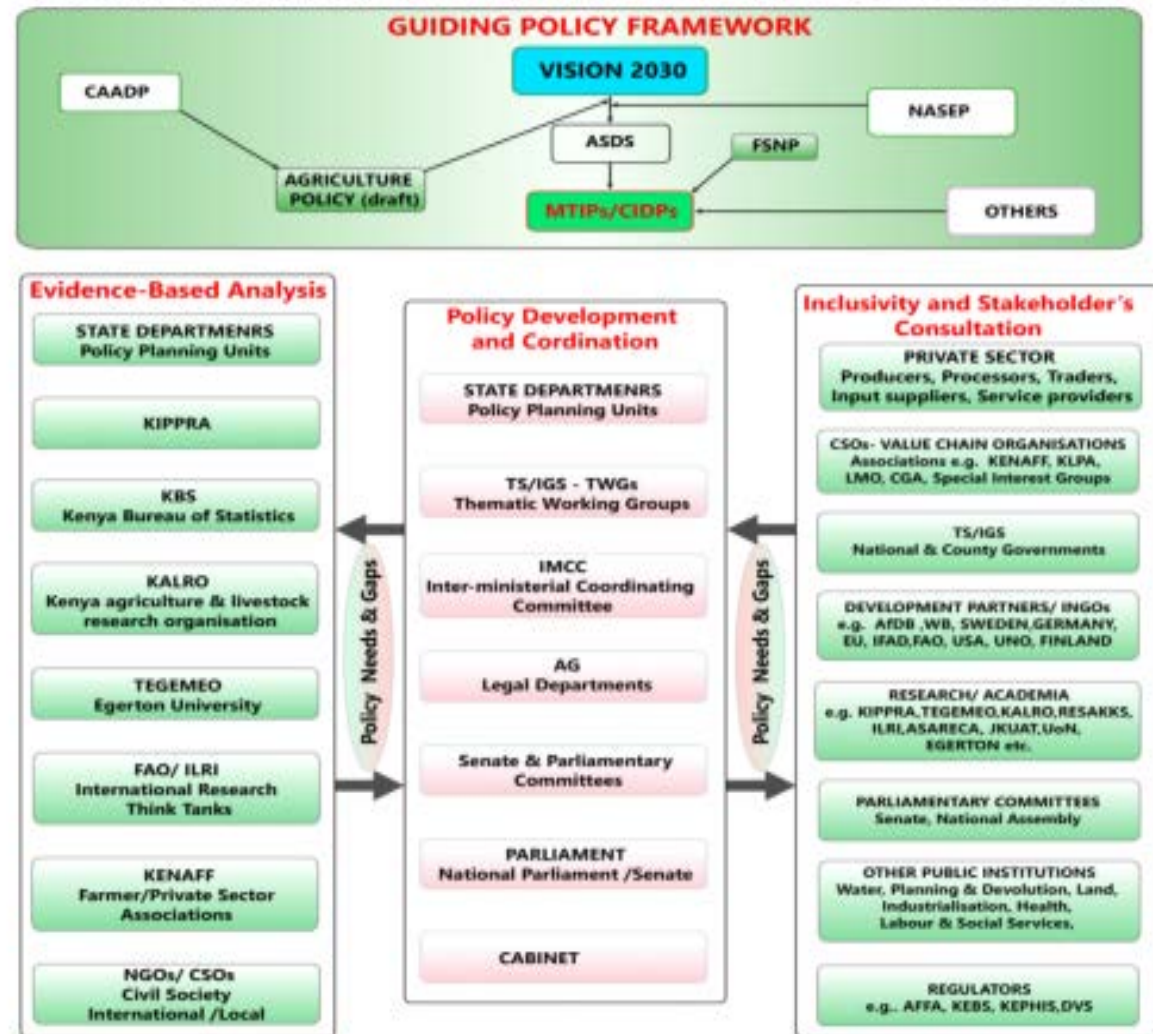 GUIDING POLICY FRAMEWORK
VISION 2030
CAADP
NASEP
ASDS
FSNP
AGRICULTURE
POLICY (draft)
MTIPs/CIDPs
OTHERS
Evidence-Based Analysis
STATE DEPARTMENRS
Policy Planning Units
KIPPRA
KBS
Kenya Bureau of Statistics
KALRO
Kenya agriculture & livestock
research organisation
TEGEMEO
Egerton University
FAO/ ILRI
International Research
Think Tanks
KENAFF
Farmer/Private Sector
Associations
NGOs/ CSOs
Civil Society
International /Local
Policy Needs & Gaps
Policy Development
and Cordination
STATE DEPARTMENRS
Policy Planning Units
TS/IGS - TWGs
Thematic Working Groups
IMCC
Inter-ministerial Coordinating
Committee
AG
Legal Departments
Senate & Parliamentary
Committees
PARLIAMENT
National Parliament /Senate
CABINET
Policy Needs & Gaps
Inclusivity and Stakeholder's
Consultation
PRIVATE SECTOR
Producers, Processors, Traders,
Input suppliers, Service providers
CSOs- VALUE CHAIN ORGANISATIONS
Associations e.g. KENAFF, KLPA,
LMO, CGA, Special Interest Groups
TS/IGS
National & County Governments
DEVELOPMENT PARTNERS/ INGOs
e.g. AfDB ,WB, SWEDEN,GERMANY,
EU, IFAD,FAO, USA, UNO, FINLAND
RESEARCH/ ACADEMIA
e.g. KIPPRA,TEGEMEO,KALRO,RESAKKS,
ILRI,ASARECA, JKUAT,UoN,
EGERTON etc.
PARLIAMENTARY COMMITTEES
Senate, National Assembly
OTHER PUBLIC INSTITUTIONS
Water, Planning & Devolution, Land,
Industrialisation, Health,
Labour & Social Services,
REGULATORS
e.g.. AFFA, KEBS, KEPHIS,DVS